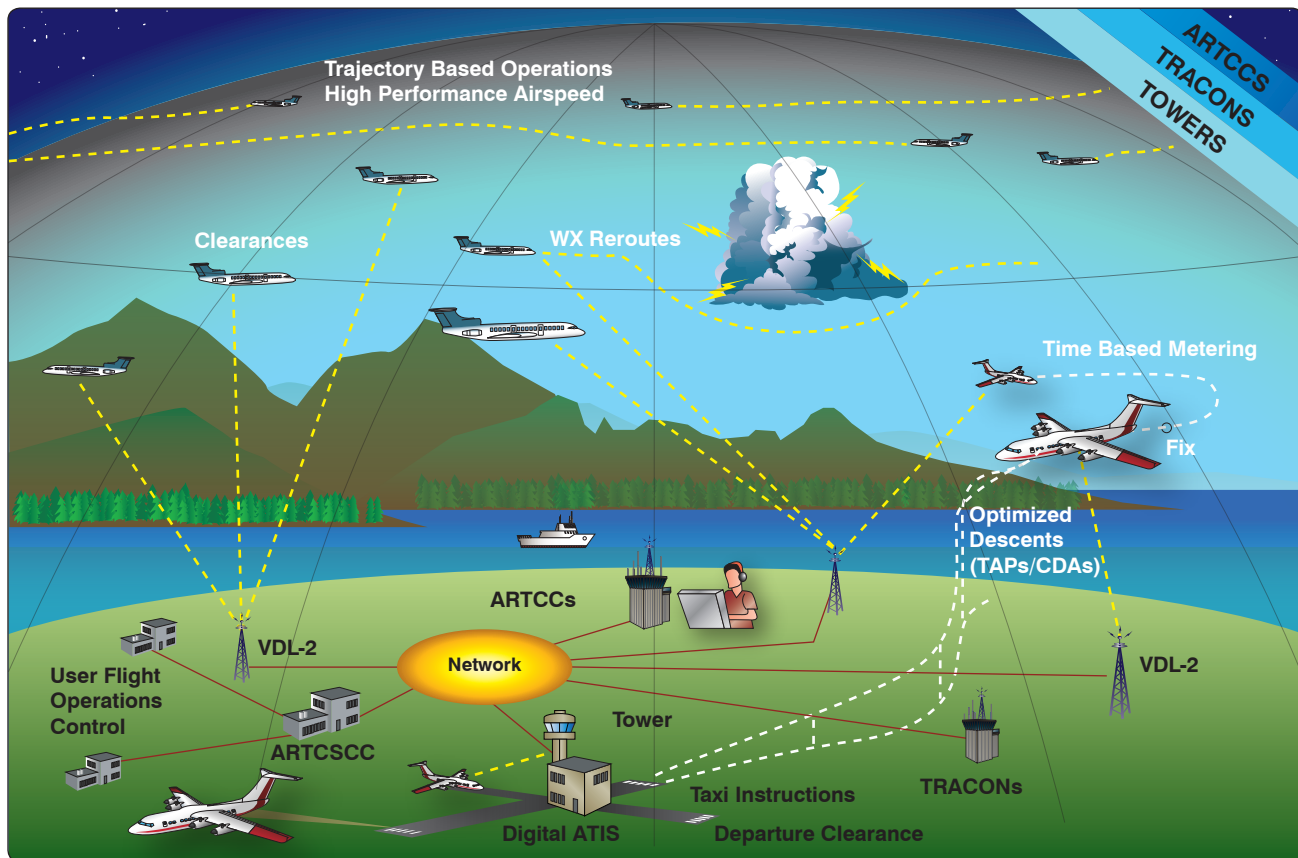 Trajectory Based Operations
High Performance Airspeed
ARTCCS
TRACONS
TOWERS
Clearances
WX Reroutes
Time Based Metering
Fix
Optimized
Descents
(TAPs/CDAs)
ARTCCs
VDL-2
Network
User Flight
Operations
Control
VDL-2
Tower
ARTCSCC
Taxi Instructions
TRACONs
Digital ATIS
Departure Clearance